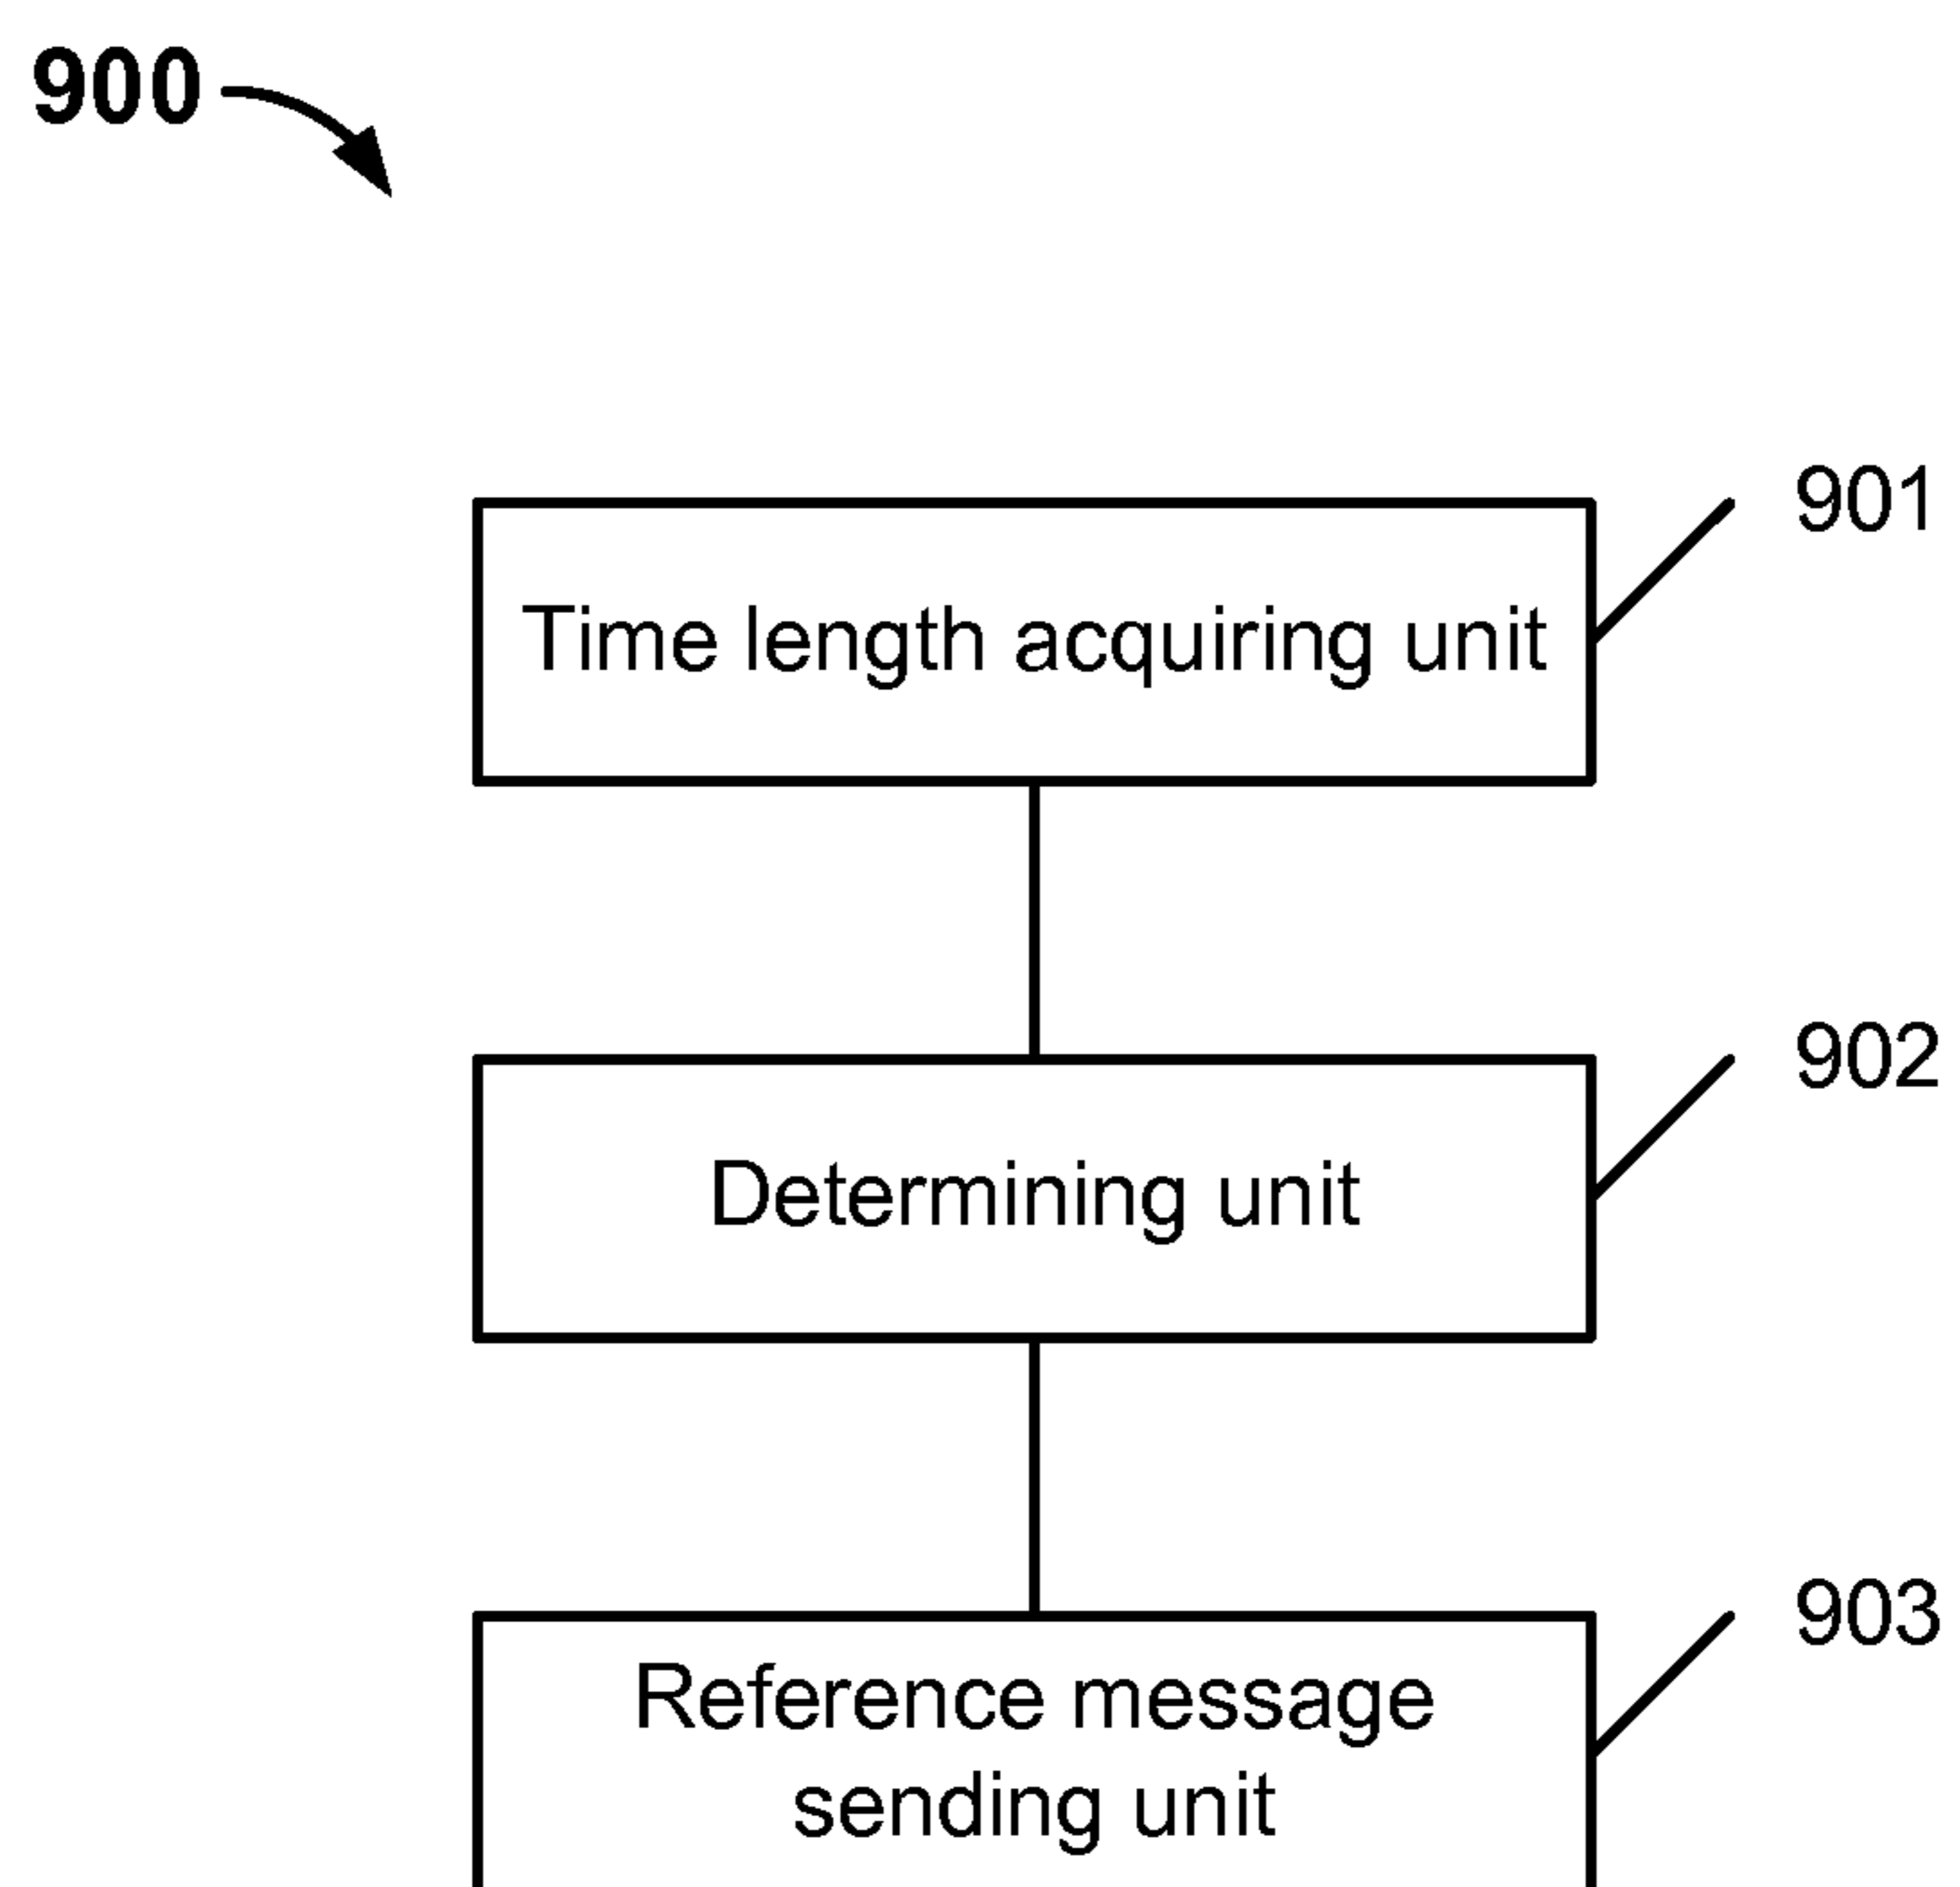 900
901
Time length acquiring unit
902
Determining unit
903
Reference message
sending unit